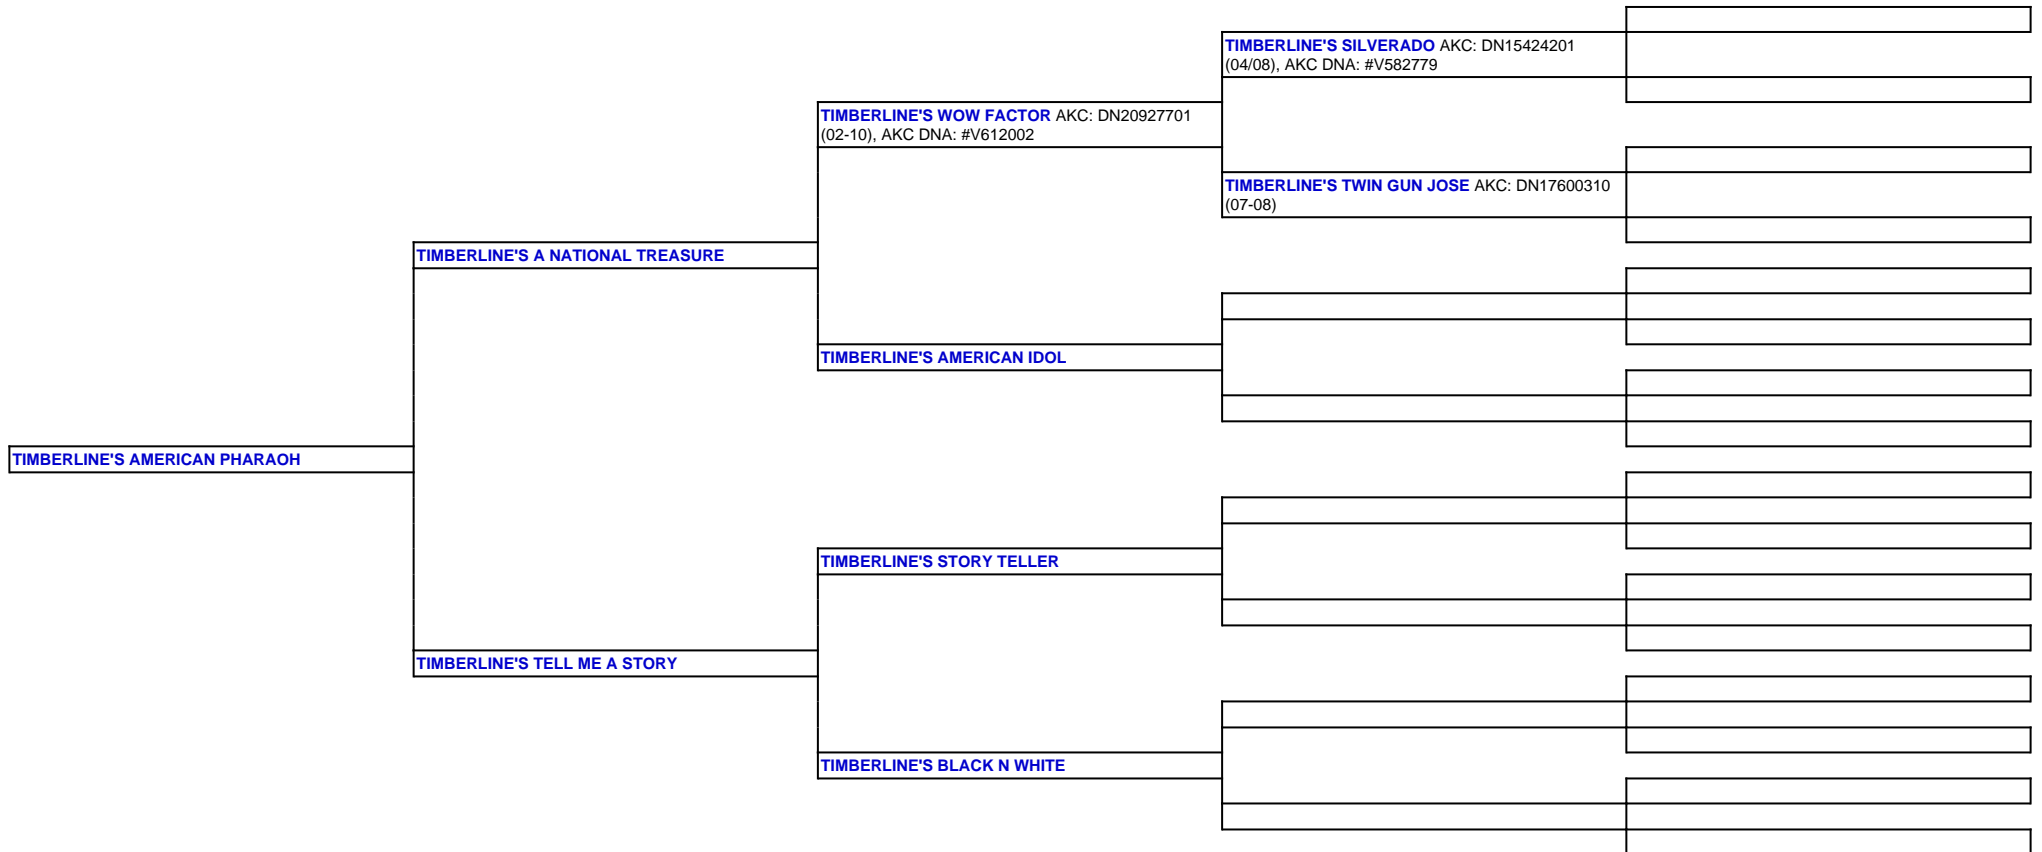 TIMBERLINE'S SILVERADO AKC: DN15424201
(04/08), AKC DNA: #V582779
TIMBERLINE'S WOW FACTOR AKC: DN20927701
(02-10), AKC DNA: #V612002
TIMBERLINE'S TWIN GUN JOSE AKC: DN17600310
(07-08)
TIMBERLINE'S A NATIONAL TREASURE
TIMBERLINE'S AMERICAN IDOL
TIMBERLINE'S AMERICAN PHARAOH
TIMBERLINE'S STORY TELLER
TIMBERLINE'S TELL ME A STORY
TIMBERLINE'S BLACK N WHITE